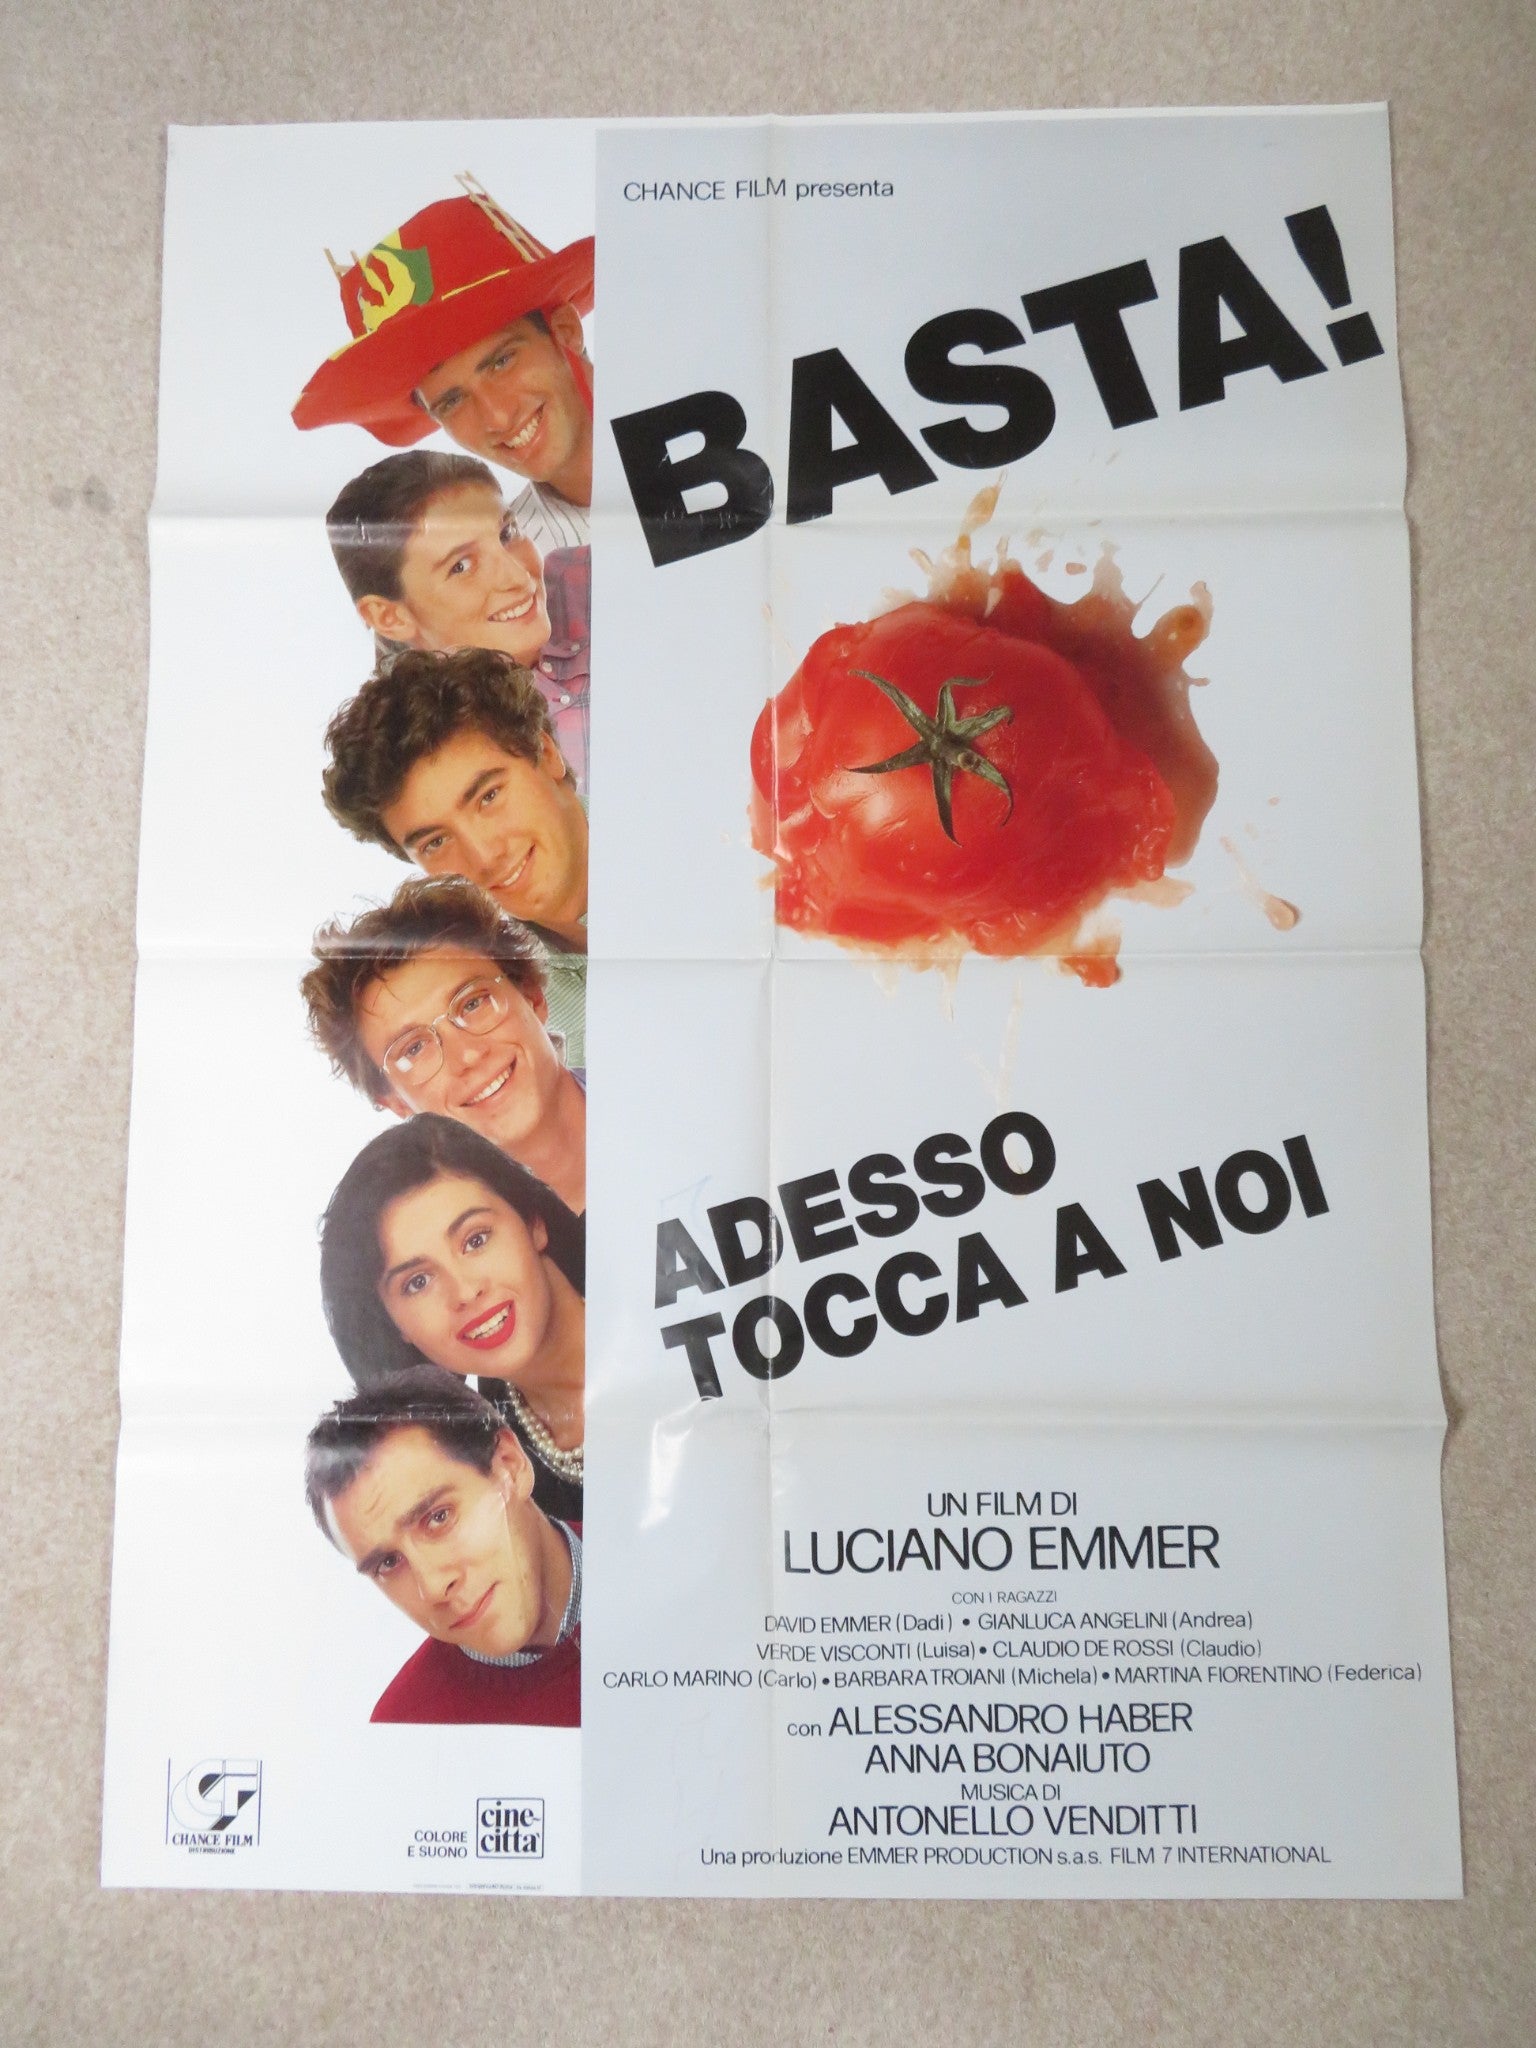 CHANCE FILM presenta
BASTA!
ADESSO
TOCCA A NOI
UN FILM DI
LUCIANO EMMER
CON I RAGAZZI
DAVID EMMER (Dadi) • GIANLUCA ANGELINI (Andrea)
VERDE VISCONTI (Luisa) • CLAUDIO DE ROSSI (Claudio)
CARLO MARINO (Carlo) • BARBARA TROIANI (Michela) • MARTINA FIORENTINO (Federica)
con ALESSANDRO HABER
ANNA BONAIUTO
MUSICA DI
ANTONELLO VENDITTI
Una produzione EMMER PRODUCTION s.a.s. FILM 7 INTERNATIONAL
CF
CHANCE FILM
DISTRIBUZIONE
COLORE
E SUONO
cine-
città